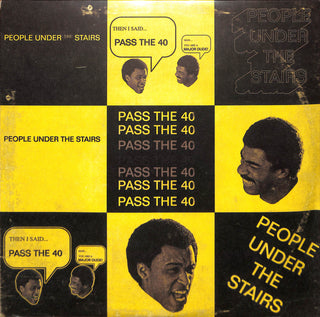 PEOPLE UNDER THE STAIRS
THEN I SAID...
PASS THE 40
MAJOR DUDE!
PEOPLE
UNDER
THE
STAIRS
PEOPLE UNDER THE STAIRS
PASS THE 40
PASS THE 40
PASS THE 40
PASS THE 40
PASS THE 40
PASS THE 40
THEN I SAID...
PASS THE 40
YOU ARE A
MAJOR DUDE!
PEOPLE
UNDER
THE
STAIRS